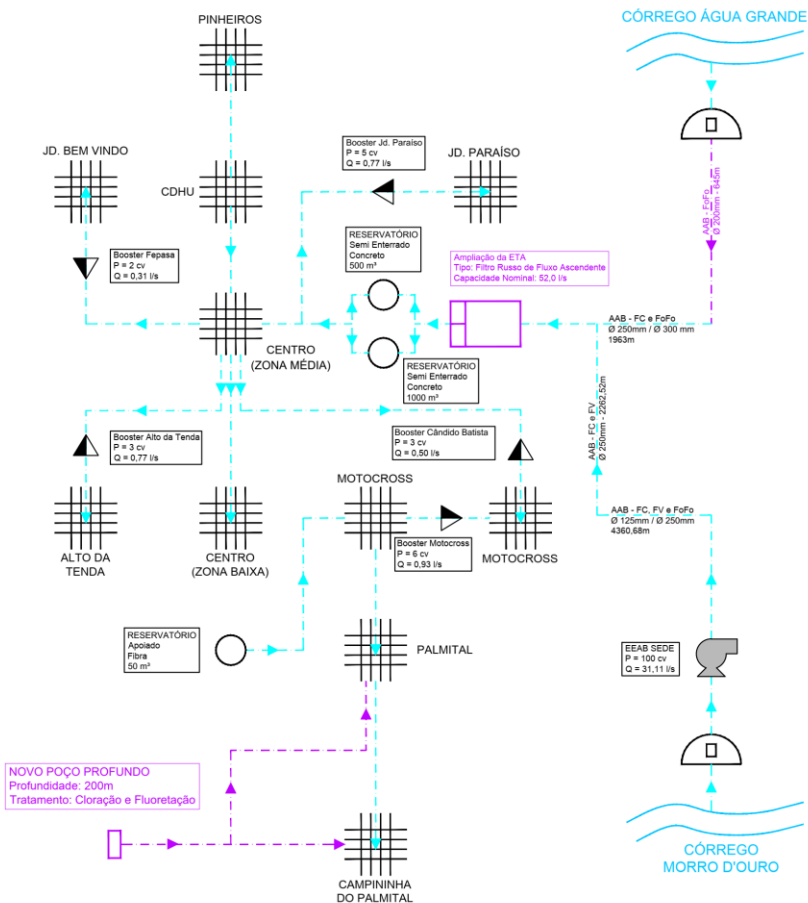 PINHEIROS
CÓRREGO ÁGUA GRANDE
JD. BEM VINDO
CDHU
Booster Jd. Paraíso
P = 5 cv
Q = 0,77 l/s
JD. PARAÍSO
AAB - FoFo
Ø 200mm - 645m
Booster Fepasa
P = 2 cv
Q = 0,31 l/s
RESERVATÓRIO
Semi Enterrado
Concreto
500 m³
Ampliação da ETA
Tipo: Filtro Russo de Fluxo Ascendente
Capacidade Nominal: 52,0 l/s
AAB - FC e FoFo
Ø 250mm / Ø 300 mm
1963m
CENTRO
(ZONA MÉDIA)
RESERVATÓRIO
Semi Enterrado
Concreto
1000 m³
AAB - FC e FV
Ø 250mm - 2262,52m
Booster Alto da Tenda
P = 3 cv
Q = 0,77 l/s
Booster Cândido Batista
P = 3 cv
Q = 0,50 l/s
MOTOCROSS
AAB - FC, FV e FoFo
Ø 125mm / Ø 250mm
4360,68m
ALTO DA
TENDA
CENTRO
(ZONA BAIXA)
Booster Motocross
P = 6 cv
Q = 0,93 l/s
MOTOCROSS
RESERVATÓRIO
Apoiado
Fibra
50 m³
PALMITAL
EEAB SEDE
P = 100 cv
Q = 31,11 l/s
NOVO POÇO PROFUNDO
Profundidade: 200m
Tratamento: Cloração e Fluoretação
CAMPININHA
DO PALMITAL
CÓRREGO
MORRO D'OURO